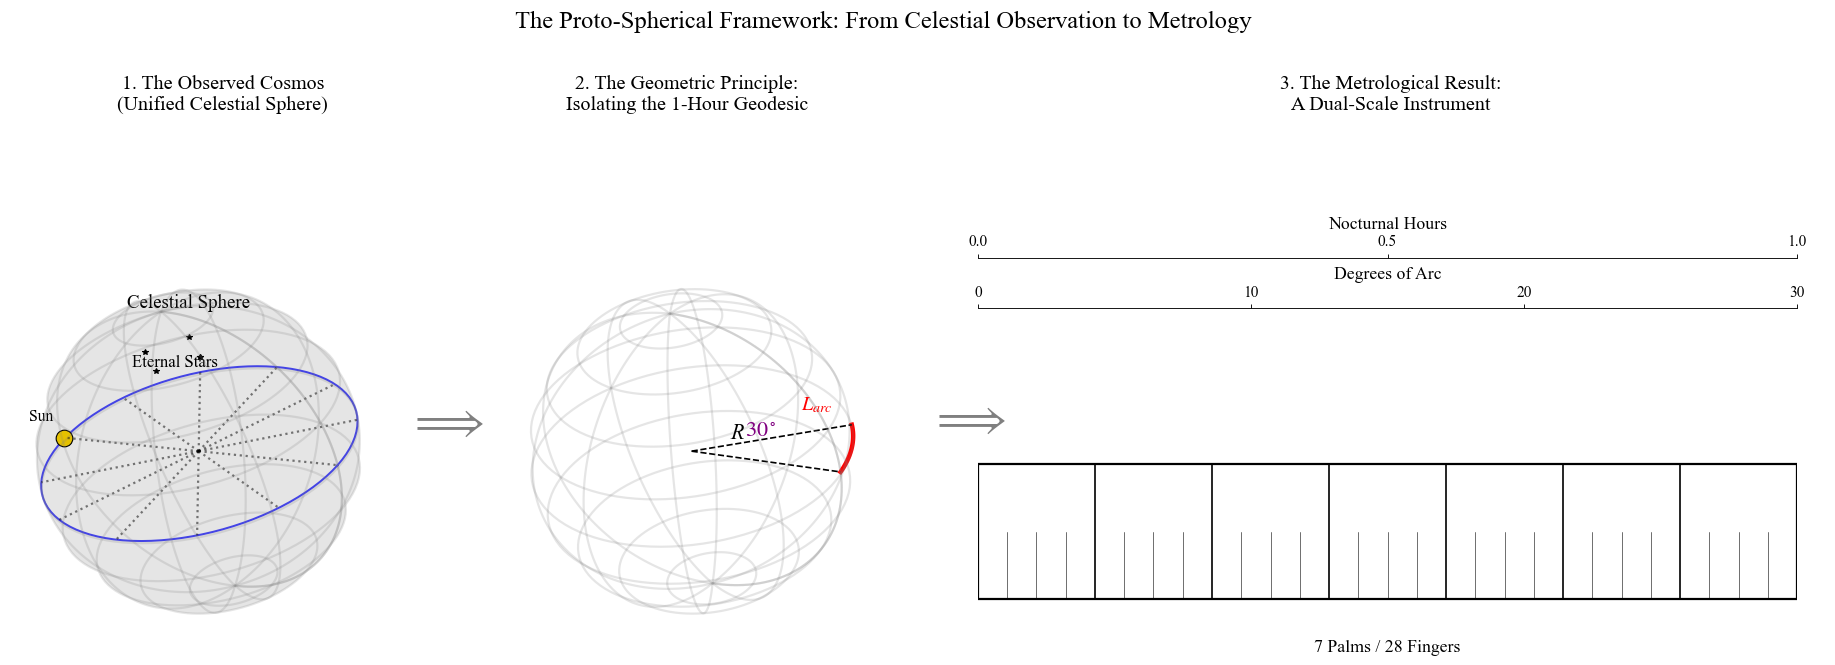 The Proto-Spherical Framework: From Celestial Observation to Metrology
1. The Observed Cosmos
(Unified Celestial Sphere)
Celestial Sphere
Eternal Stars
Sun
2. The Geometric Principle:
Isolating the 1-Hour Geodesic
L_arc
R 30°
3. The Metrological Result:
A Dual-Scale Instrument
Nocturnal Hours
0.0 0.5 1.0
Degrees of Arc
0 10 20 30
7 Palms / 28 Fingers